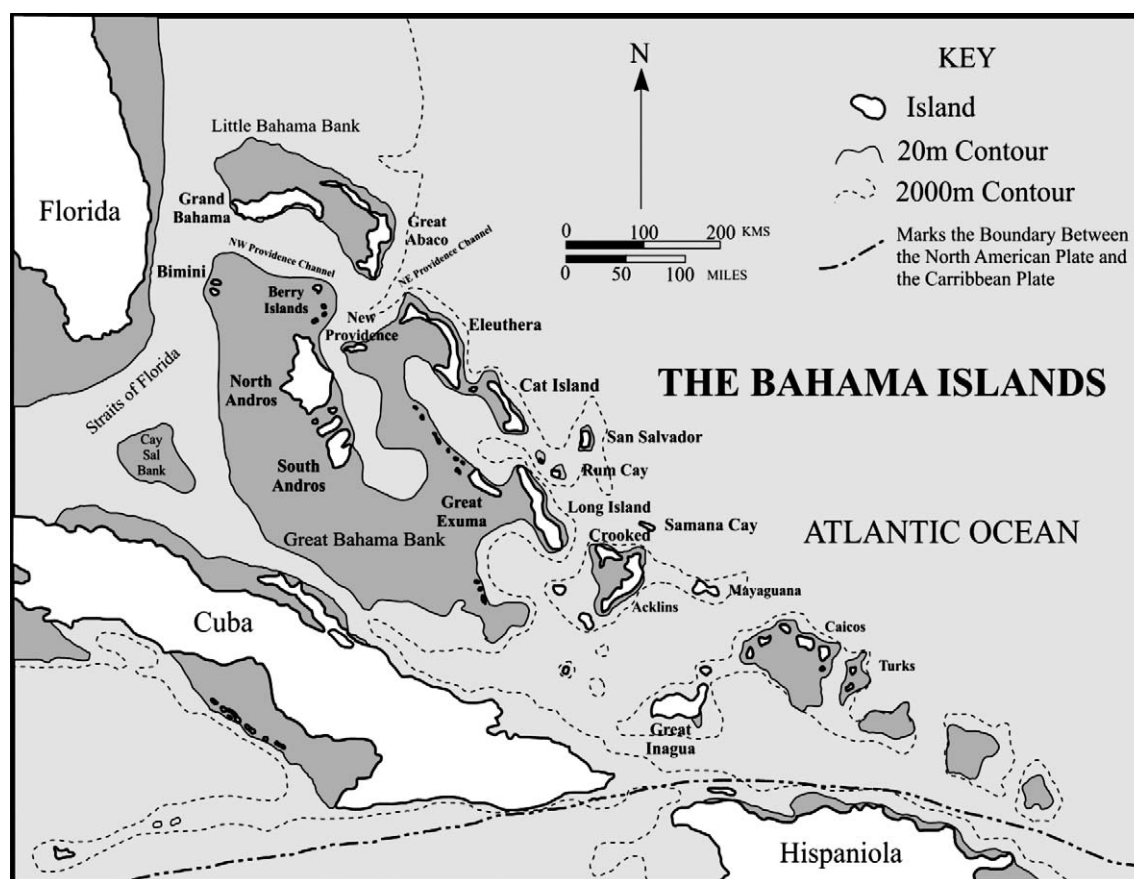 N
KEY
Island
20m Contour
2000m Contour
Marks the Boundary Between
the North American Plate and
the Carribbean Plate
0 100 200 KMS
0 50 100 MILES
THE BAHAMA ISLANDS
ATLANTIC OCEAN
Little Bahama Bank
Florida
Grand
Bahama
Great
Abaco
NW Providence Channel
NE Providence Channel
Bimini
Berry
Islands
New
Providence
Eleuthera
Straits of Florida
North
Andros
Cat Island
San Salvador
Cay
Sal
Bank
South
Andros
Rum Cay
Great
Exuma
Long Island
Samana Cay
Great Bahama Bank
Crooked
Acklins
Mayaguana
Cuba
Caicos
Turks
Great
Inagua
Hispaniola